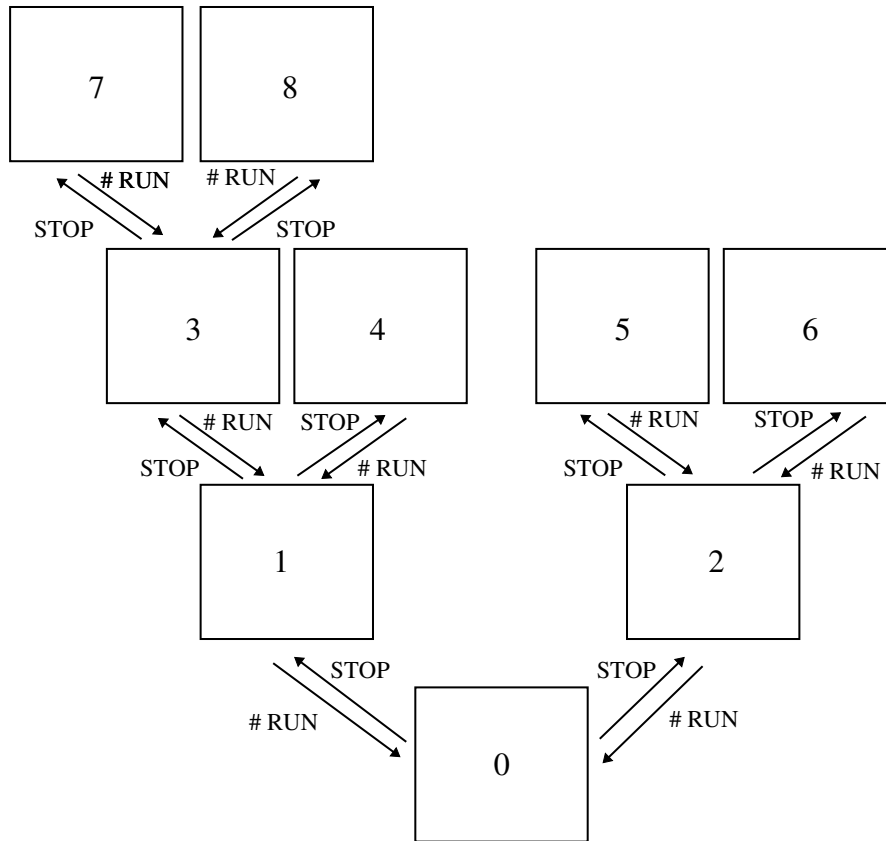 7 8
# RUN # RUN
STOP STOP
3 4 5 6
# RUN STOP # RUN STOP
STOP # RUN STOP # RUN
1 2
STOP STOP
# RUN # RUN
0